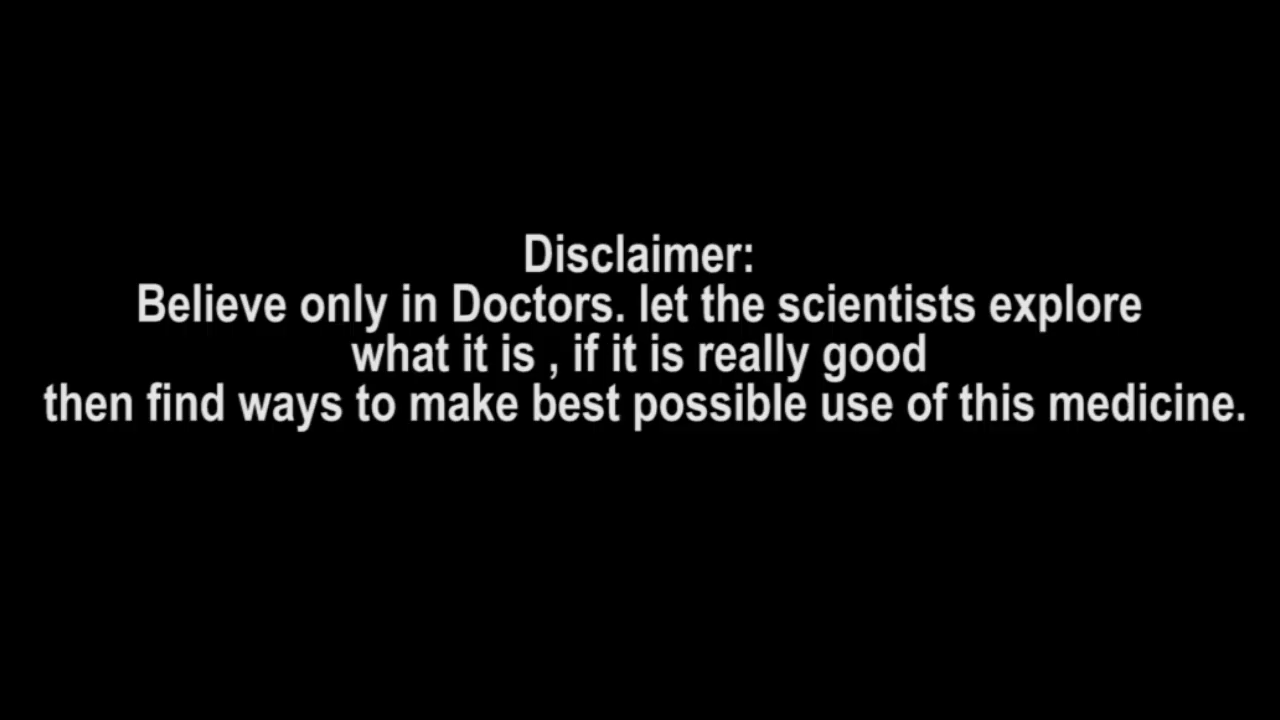 Disclaimer:
Believe only in Doctors. let the scientists explore
what it is , if it is really good
then find ways to make best possible use of this medicine.